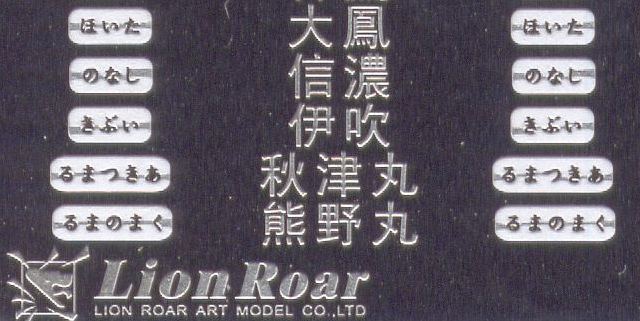 ほいた 大鳳 ほいた
のなし 信濃 のなし
きぶい 伊吹 きぶい
るまつきあ 秋津丸 るまつきあ
るまのまく 熊野丸 るまのまく
Lion Roar
LION ROAR ART MODEL CO.,LTD